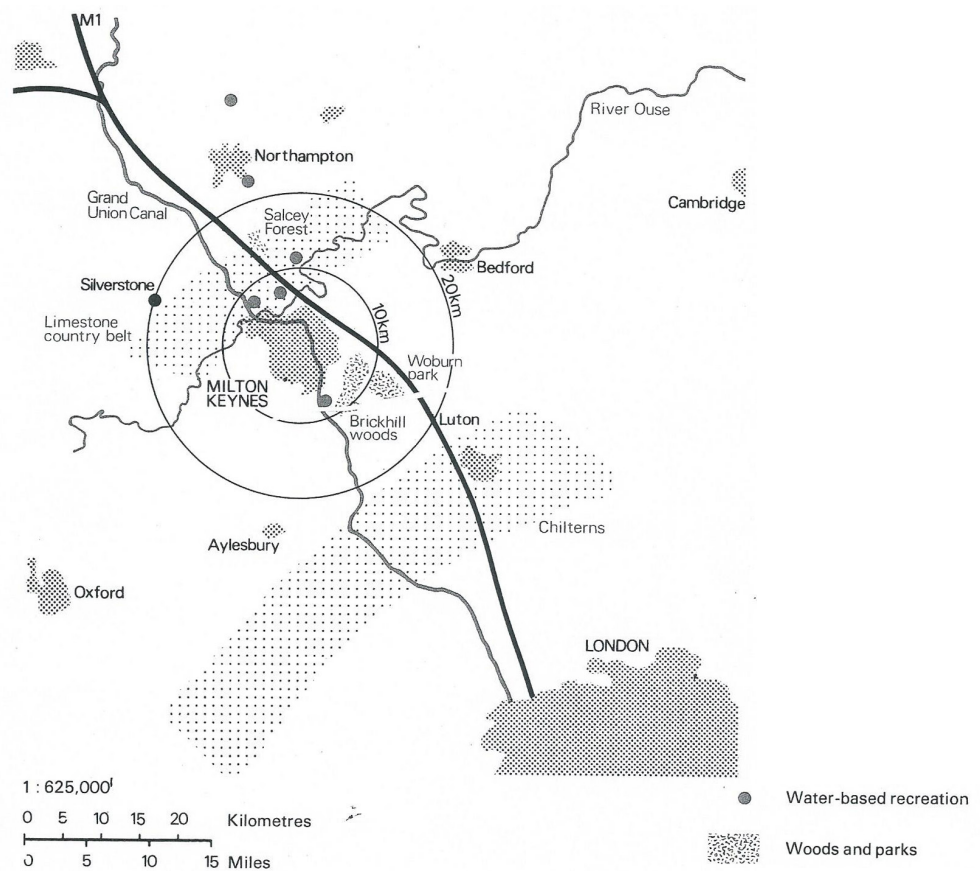 M1
River Ouse
Northampton
Cambridge
Grand
Union Canal
Salcey
Forest
Bedford
Silverstone
20km
10km
Limestone
country belt
Woburn
park
MILTON
KEYNES
Brickhill
woods
Luton
Chilterns
Aylesbury
Oxford
LONDON
1 : 625,000
0 5 10 15 20 Kilometres
0 5 10 15 Miles
Water-based recreation
Woods and parks